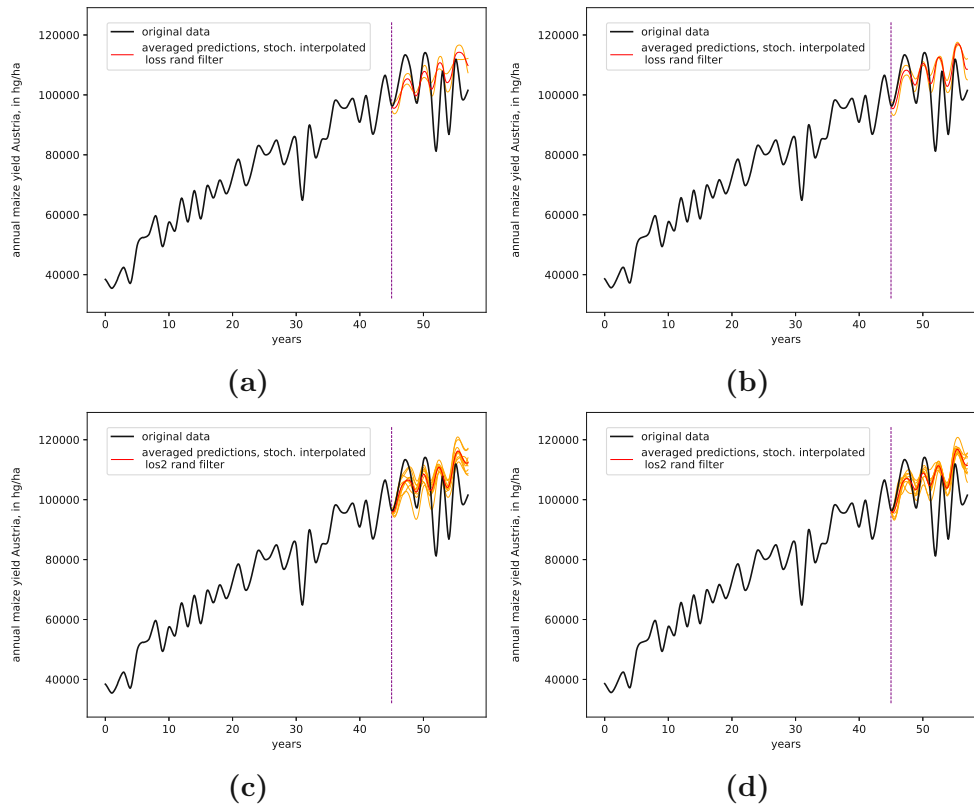 original data
averaged predictions, stoch. interpolated
loss rand filter
annual maize yield Austria, in hg/ha
120000
100000
80000
60000
40000
0
10
20
30
40
50
years
(a)
original data
averaged predictions, stoch. interpolated
loss rand filter
annual maize yield Austria, in hg/ha
120000
100000
80000
60000
40000
0
10
20
30
40
50
years
(b)
original data
averaged predictions, stoch. interpolated
los2 rand filter
annual maize yield Austria, in hg/ha
120000
100000
80000
60000
40000
0
10
20
30
40
50
years
(c)
original data
averaged predictions, stoch. interpolated
los2 rand filter
annual maize yield Austria, in hg/ha
120000
100000
80000
60000
40000
0
10
20
30
40
50
years
(d)